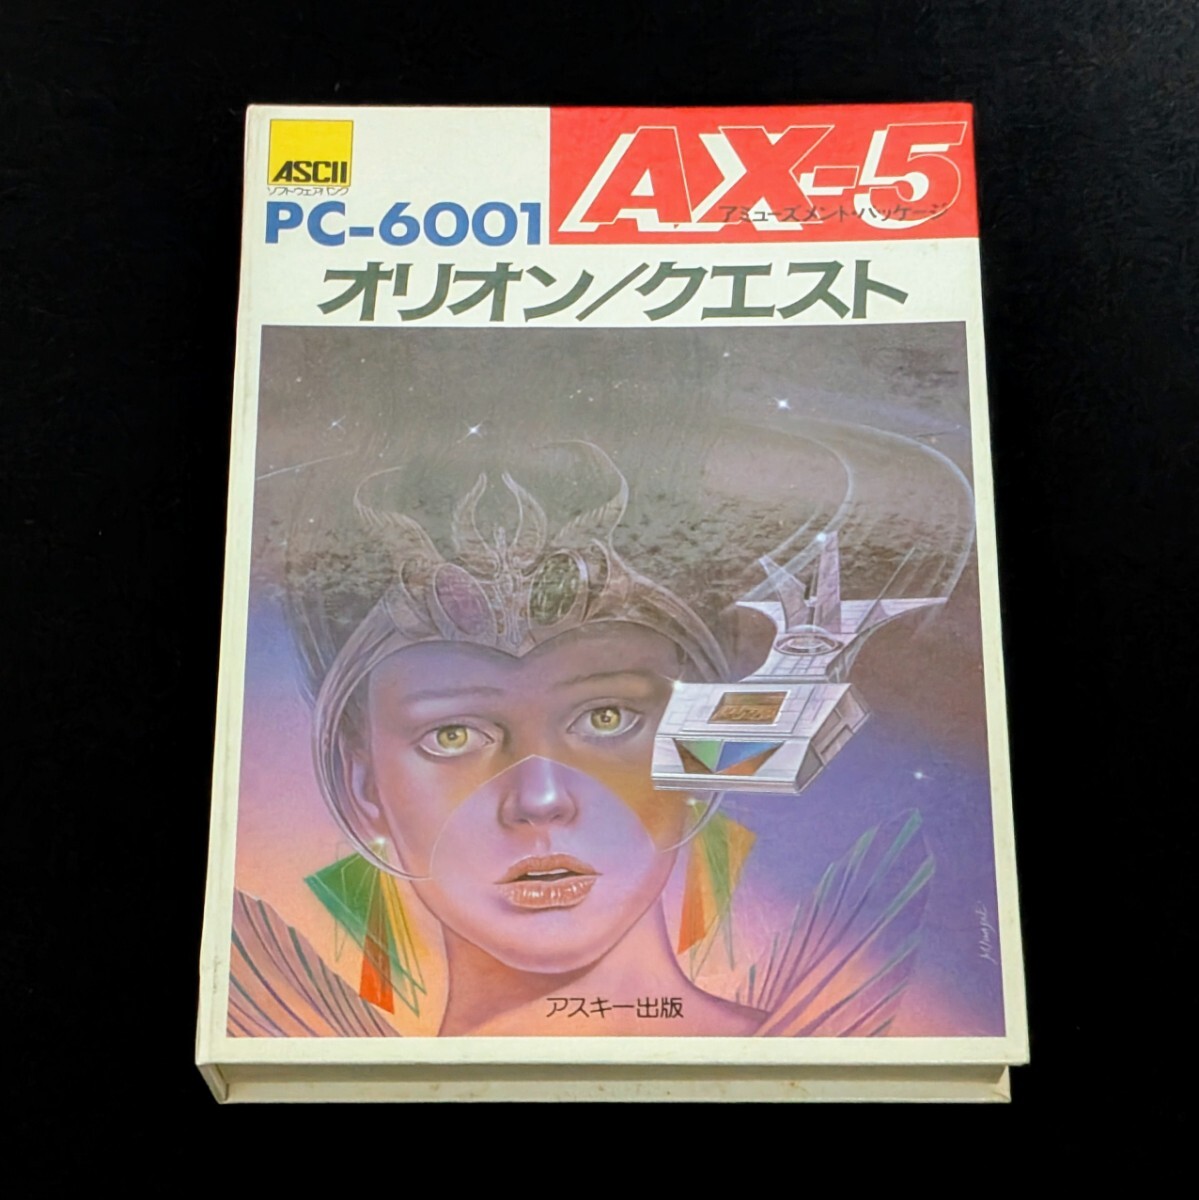 ASCII
ソフトウェアバンク
PC-6001
AX-5
アミューズメント・パッケージ
オリオン/クエスト
アスキー出版